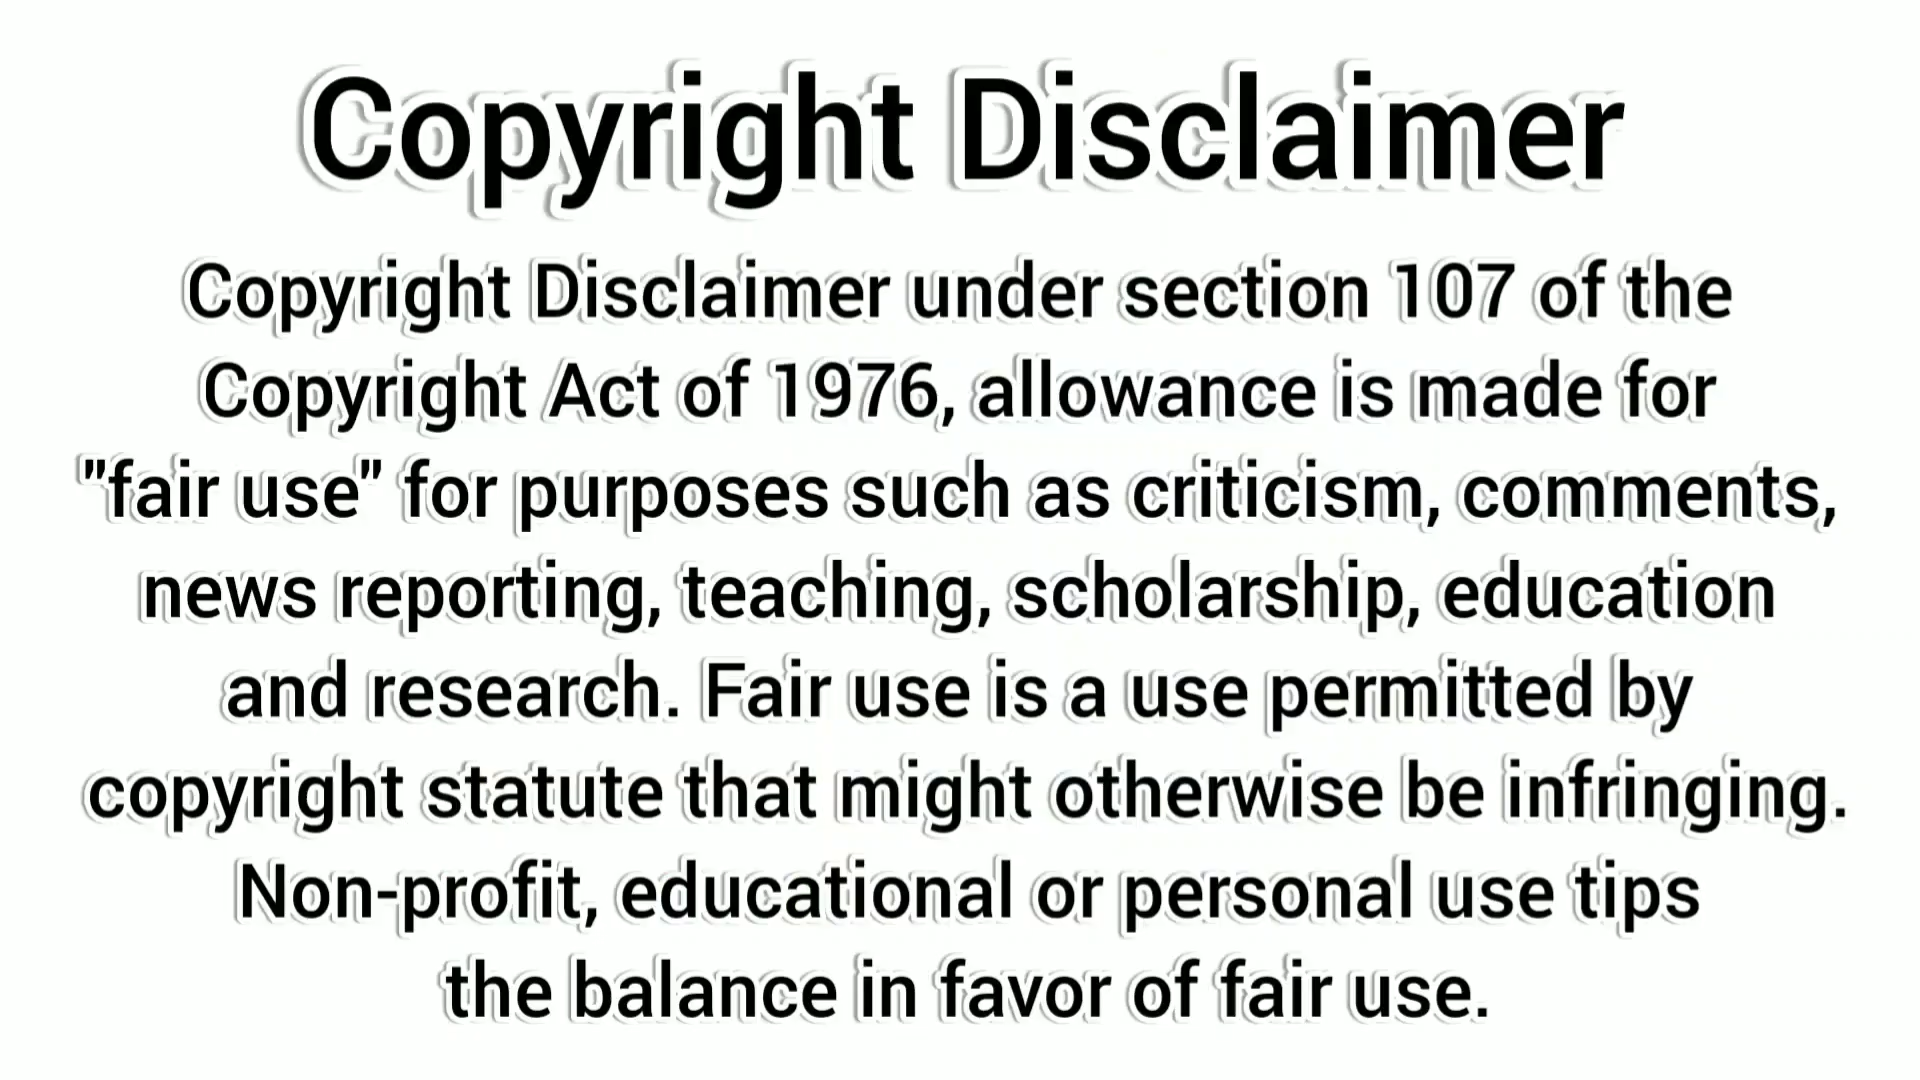 Copyright Disclaimer
Copyright Disclaimer under section 107 of the
Copyright Act of 1976, allowance is made for
"fair use" for purposes such as criticism, comments,
news reporting, teaching, scholarship, education
and research. Fair use is a use permitted by
copyright statute that might otherwise be infringing.
Non-profit, educational or personal use tips
the balance in favor of fair use.